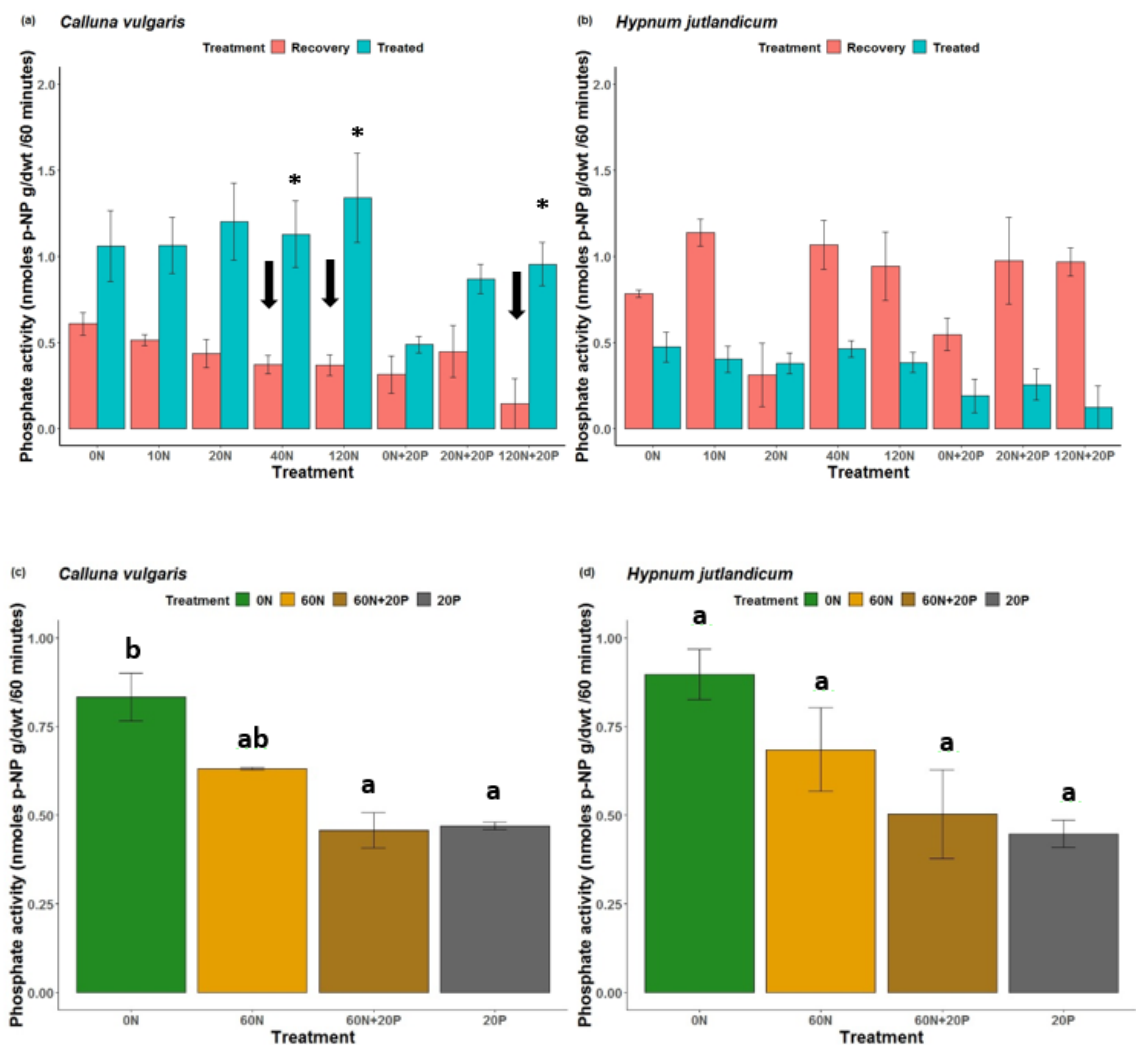 (a) Calluna vulgaris
Treatment Recovery Treated
Phosphate activity (nmoles p-NP g/dwt /60 minutes)
2.0
1.5
1.0
0.5
0.0
* * *
0N 10N 20N 40N 120N 0N+20P 20N+20P 120N+20P
Treatment
(b) Hypnum jutlandicum
Treatment Recovery Treated
Phosphate activity (nmoles p-NP g/dwt /60 minutes)
2.0
1.5
1.0
0.5
0.0
0N 10N 20N 40N 120N 0N+20P 20N+20P 120N+20P
Treatment
(c) Calluna vulgaris
Treatment 0N 60N 60N+20P 20P
Phosphate activity (nmoles p-NP g/dwt /60 minutes)
1.00
0.75
0.50
0.25
0.00
b ab a a
0N 60N 60N+20P 20P
Treatment
(d) Hypnum jutlandicum
Treatment 0N 60N 60N+20P 20P
Phosphate activity (nmoles p-NP g/dwt /60 minutes)
1.00
0.75
0.50
0.25
0.00
a a a a
0N 60N 60N+20P 20P
Treatment